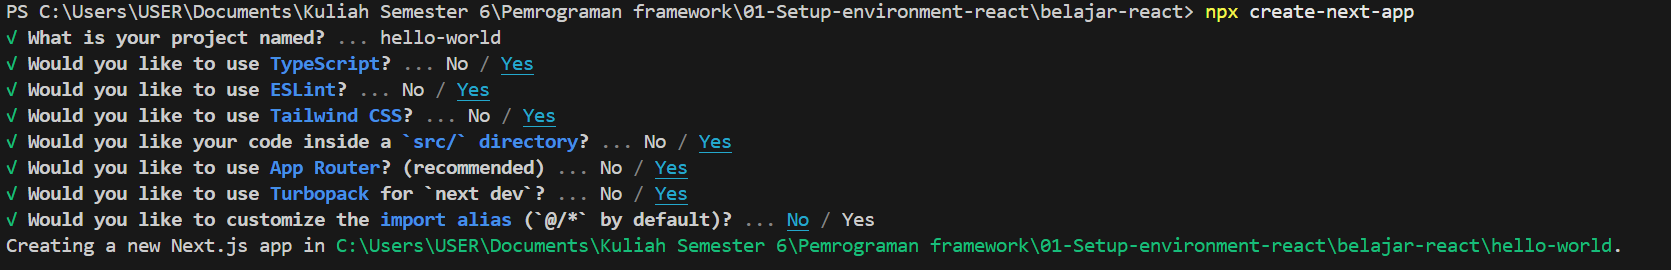 PS C:\Users\USER\Documents\Kuliah Semester 6\Pemrograman framework\01-Setup-environment-react\belajar-react> npx create-next-app
√ What is your project named? ... hello-world
√ Would you like to use TypeScript? ... No / Yes
√ Would you like to use ESLint? ... No / Yes
√ Would you like to use Tailwind CSS? ... No / Yes
√ Would you like your code inside a `src/` directory? ... No / Yes
√ Would you like to use App Router? (recommended) ... No / Yes
√ Would you like to use Turbopack for `next dev`? ... No / Yes
√ Would you like to customize the import alias (`@/*` by default)? ... No / Yes
Creating a new Next.js app in C:\Users\USER\Documents\Kuliah Semester 6\Pemrograman framework\01-Setup-environment-react\belajar-react\hello-world.